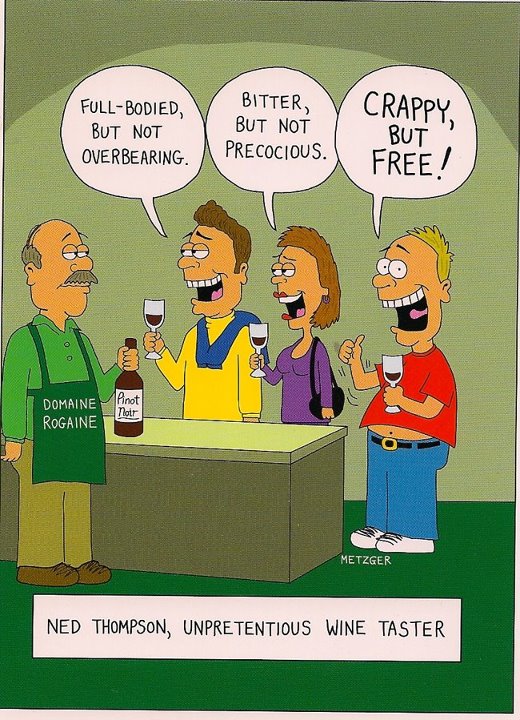 FULL-BODIED,
BUT NOT
OVERBEARING.
BITTER,
BUT NOT
PRECOCIOUS.
CRAPPY,
BUT
FREE!
DOMAINE
ROGAINE
Pinot
Noir
METZGER
NED THOMPSON, UNPRETENTIOUS WINE TASTER